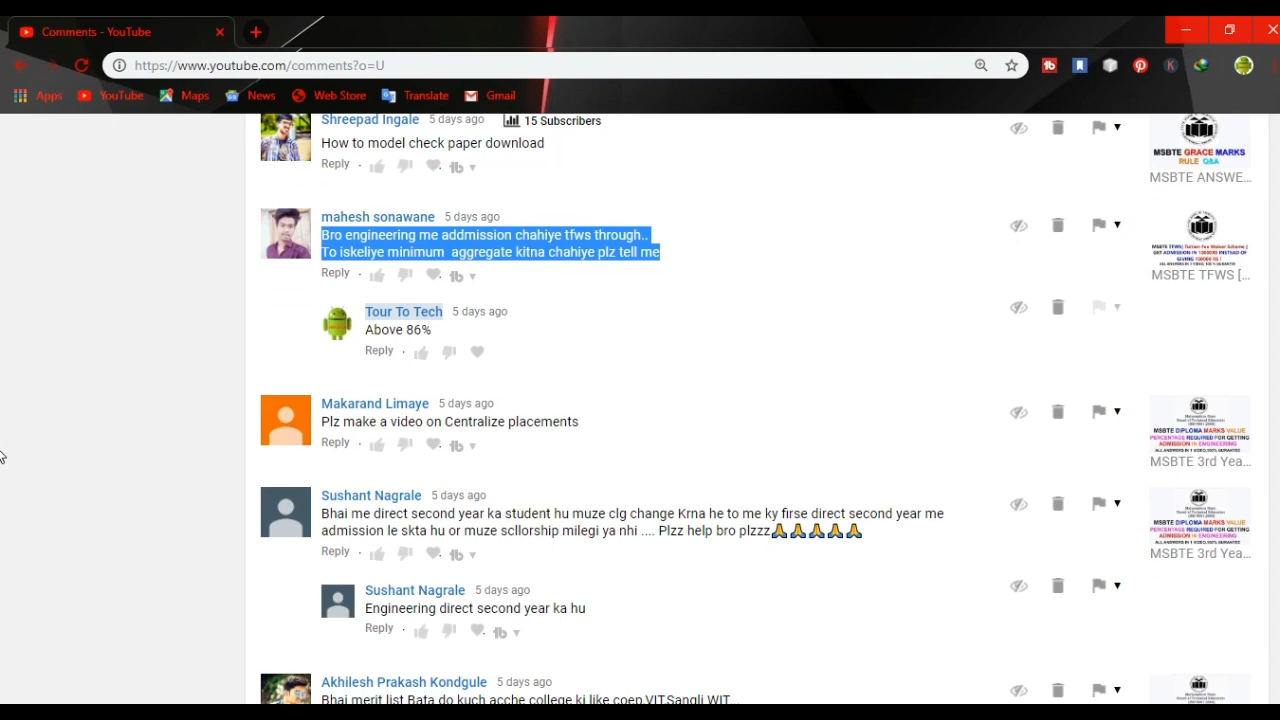 Comments - YouTube
https://www.youtube.com/comments?o=U
Apps YouTube Maps News Web Store Translate Gmail
Shreepad Ingale 5 days ago 15 Subscribers
How to model check paper download
Reply
MSBTE GRACE MARKS
RULE Q&A
MSBTE ANSWE...
mahesh sonawane 5 days ago
Bro engineering me addmission chahiye tfws through..
To iskeliye minimum aggregate kitna chahiye plz tell me
Reply
MSBTE TFWS [...
Tour To Tech 5 days ago
Above 86%
Reply
Makarand Limaye 5 days ago
Plz make a video on Centralize placements
Reply
MSBTE DIPLOMA MARKS VALUE
PERCENTAGE REQUIRED FOR GETTING
ADMISSION IN ENGINEERING
MSBTE 3rd Yea...
Sushant Nagrale 5 days ago
Bhai me direct second year ka student hu muze clg change Krna he to me ky firse direct second year me
admission le skta hu or muze scholorship milegi ya nhi .... Plzz help bro plzzz🙏🙏🙏🙏🙏
Reply
MSBTE DIPLOMA MARKS VALUE
PERCENTAGE REQUIRED FOR GETTING
ADMISSION IN ENGINEERING
MSBTE 3rd Yea...
Sushant Nagrale 5 days ago
Engineering direct second year ka hu
Reply
Akhilesh Prakash Kondgule 5 days ago
Bhai merit list Bata do kuch ache college ki like coep,VIT,Sangli WIT...